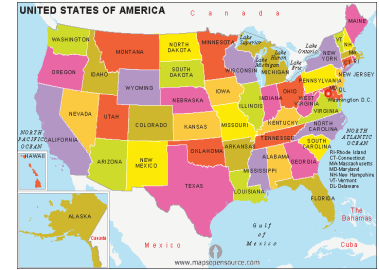 UNITED STATES OF AMERICA
Canada
WASHINGTON
MONTANA
NORTH
DAKOTA
MINNESOTA
Lake
Superior
Lake
Huron
Lake
Michigan
Lake
Ontario
Lake
Erie
MAINE
VT
NH
NEW
YORK
OREGON
IDAHO
WYOMING
SOUTH
DAKOTA
WISCONSIN
MICHIGAN
PENNSYLVANIA
NEW JERSEY
MD
DL
Washington D.C.
NEBRASKA
IOWA
ILLINOIS
INDIANA
OHIO
WEST
VIRGINIA
VIRGINIA
NEVADA
UTAH
COLORADO
KANSAS
MISSOURI
KENTUCKY
NORTH
CAROLINA
NORTH
PACIFIC
OCEAN
CALIFORNIA
NORTH
ATLANTIC
OCEAN
TENNESSEE
SOUTH
CAROLINA
ARIZONA
NEW
MEXICO
OKLAHOMA
ARKANSAS
MISSISSIPPI
ALABAMA
GEORGIA
HAWAII
TEXAS
LOUISIANA
FLORIDA
RI-Rhode Island
CT-Connecticut
MA-Massachusetts
MD-Maryland
NH-New Hampshire
VT-Vermont
DL-Delaware
ALASKA
Canada
Mexico
Gulf
of
Mexico
The
Bahamas
Cuba
www.mapsopensource.com